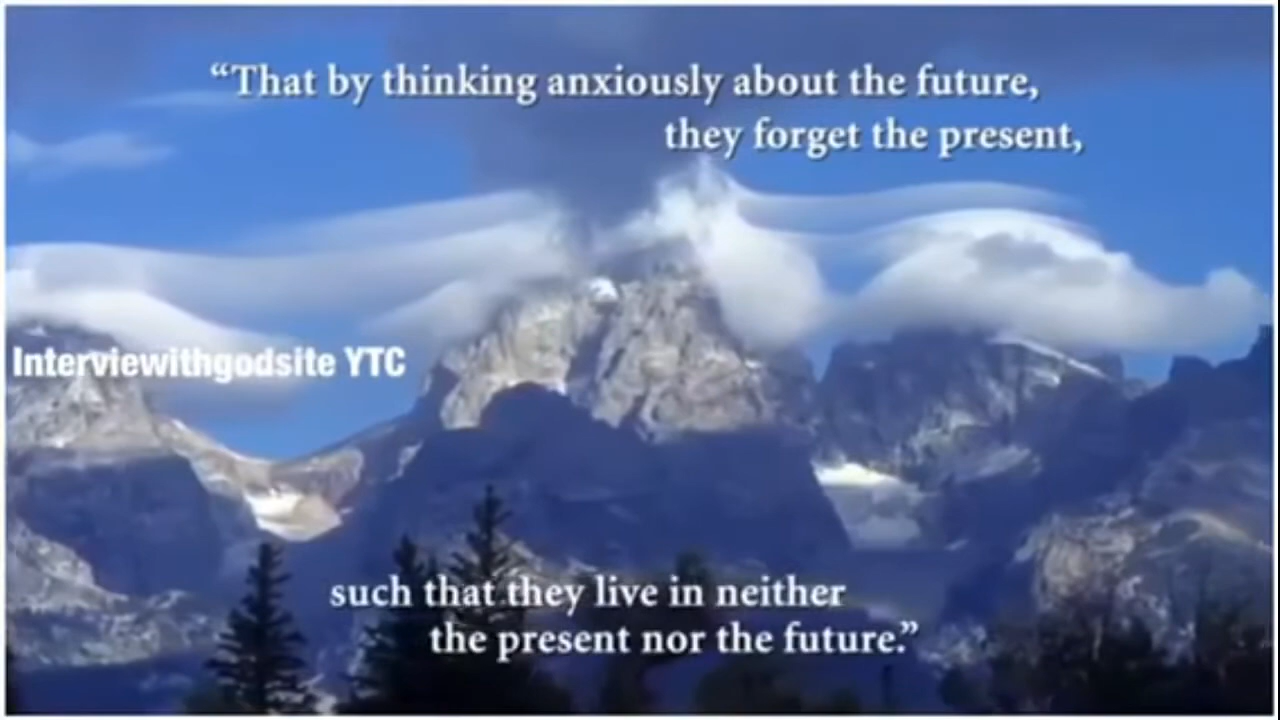 “That by thinking anxiously about the future,
they forget the present,
Interviewithgodsite YTC
such that they live in neither
the present nor the future.”